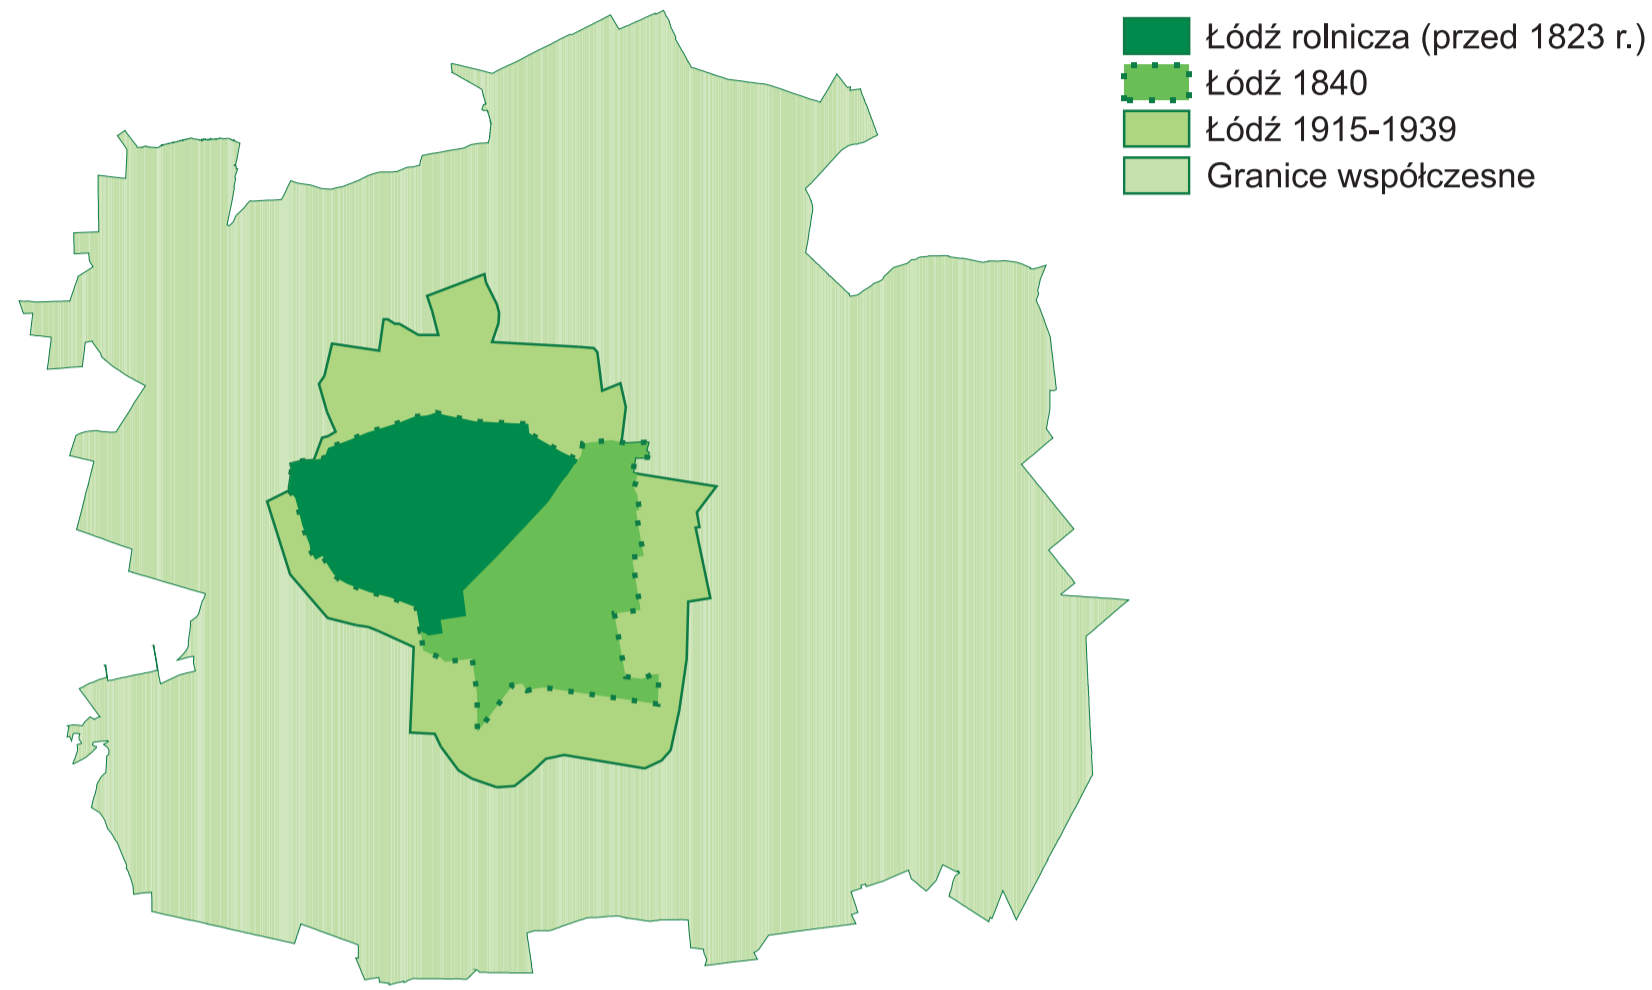 Łódź rolnicza (przed 1823 r.)
Łódź 1840
Łódź 1915-1939
Granice współczesne